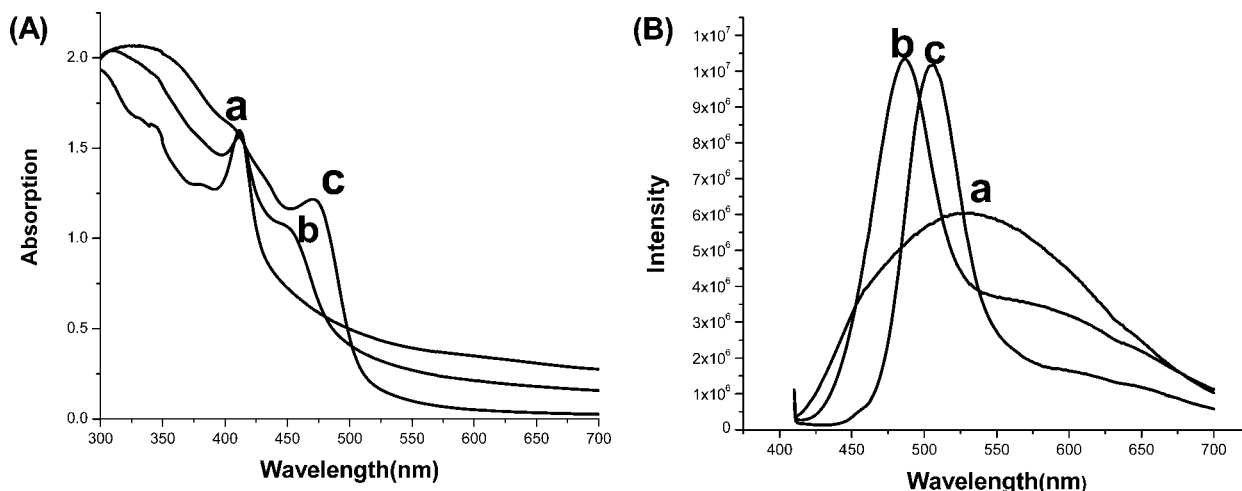 (A)
Absorption
2.0
1.5
1.0
0.5
0.0
a
b
c
300 350 400 450 500 550 600 650 700
Wavelength(nm)
(B)
Intensity
1x10⁷
1x10⁷
9x10⁶
8x10⁶
7x10⁶
6x10⁶
5x10⁶
4x10⁶
3x10⁶
2x10⁶
1x10⁶
0
b c
a
400 450 500 550 600 650 700
Wavelength(nm)